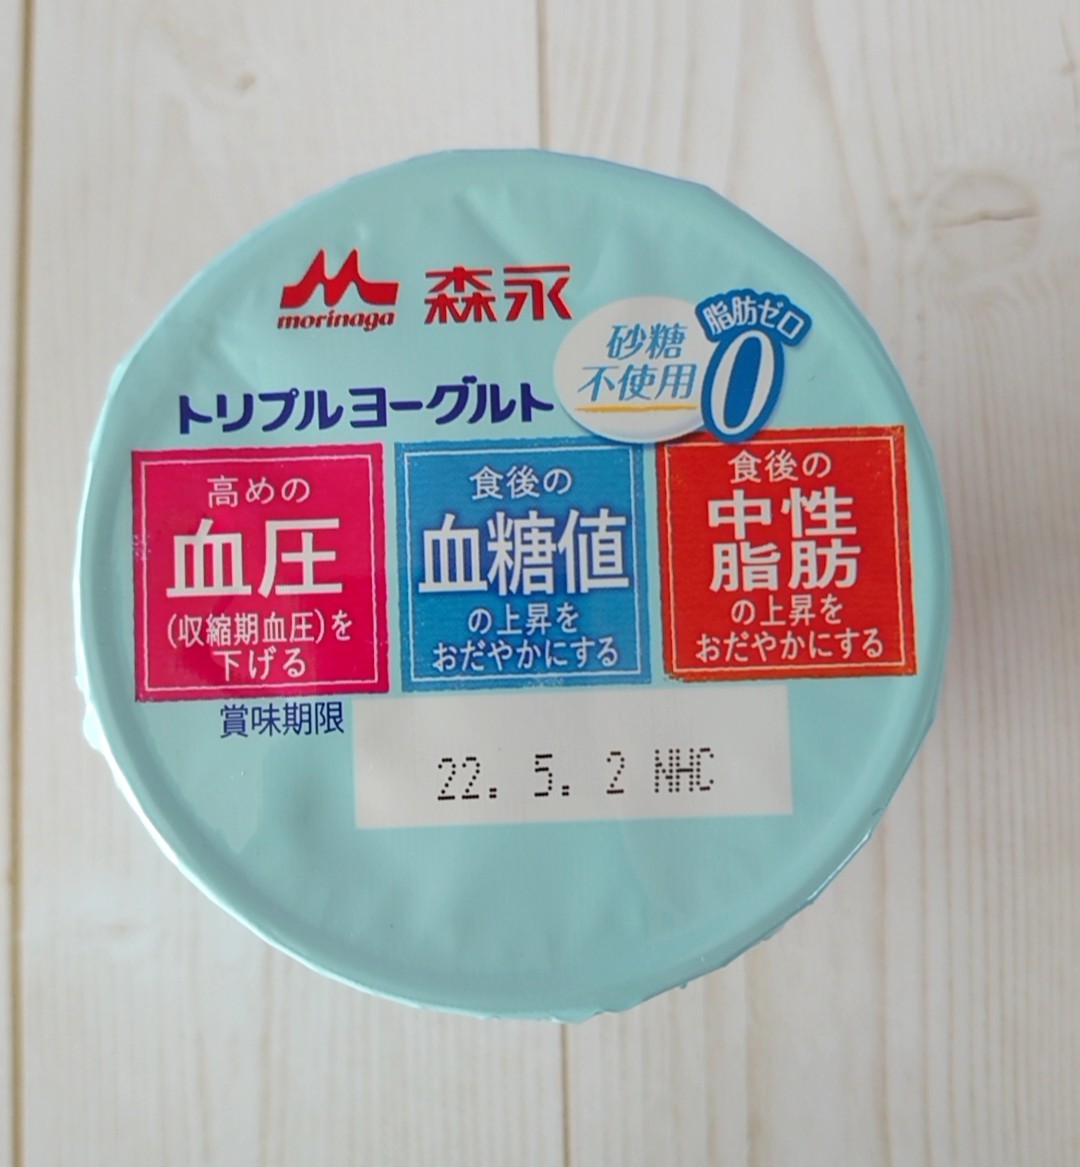 morinaga 森永
砂糖
不使用
脂肪ゼロ
0
トリプルヨーグルト
高めの
血圧
(収縮期血圧)を
下げる
食後の
血糖値
の上昇を
おだやかにする
食後の
中性
脂肪
の上昇を
おだやかにする
賞味期限
22. 5. 2 NHC